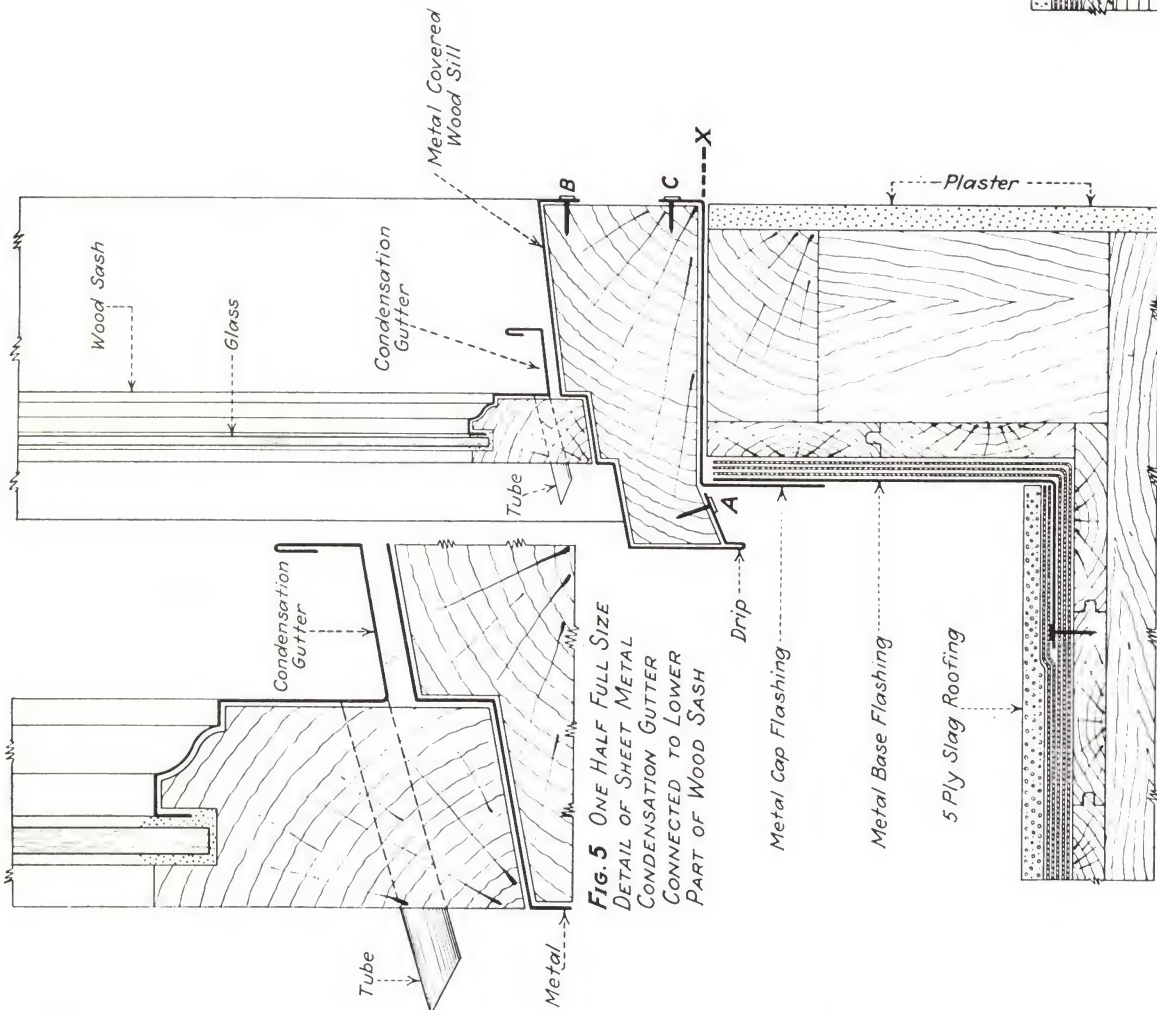 Wood Sash
Glass
Condensation
Gutter
Metal Covered
Wood Sill
B
C
X
Plaster
Tube
A
Drip
Metal Cap Flashing
Metal Base Flashing
5 Ply Slag Roofing
Condensation
Gutter
Tube
Metal
FIG. 5 ONE HALF FULL SIZE
DETAIL OF SHEET METAL
CONDENSATION GUTTER
CONNECTED TO LOWER
PART OF WOOD SASH